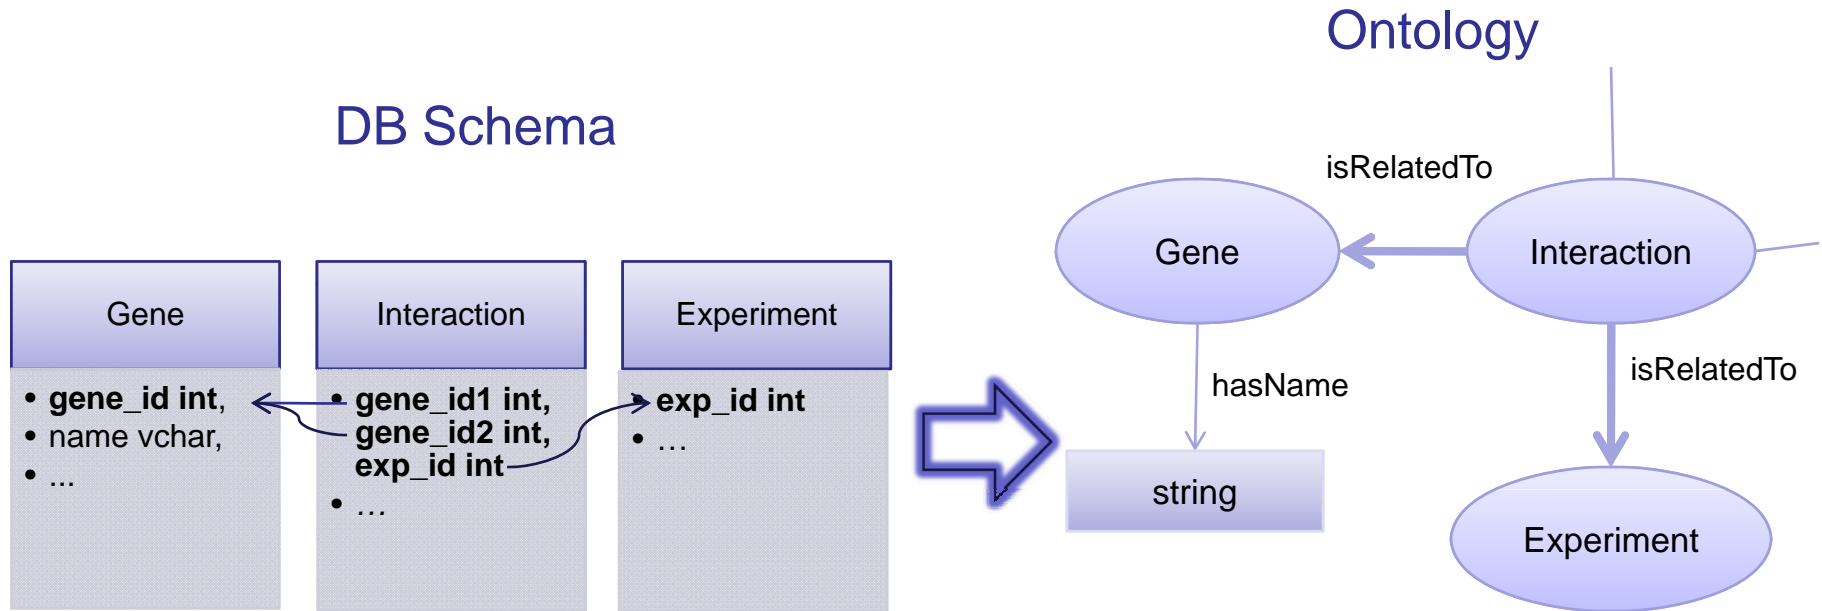 DB Schema
Gene
• gene_id int,
• name vchar,
• ...
Interaction
• gene_id1 int,
gene_id2 int,
exp_id int
• …
Experiment
• exp_id int
• …
Ontology
isRelatedTo
Gene
Interaction
hasName
isRelatedTo
string
Experiment